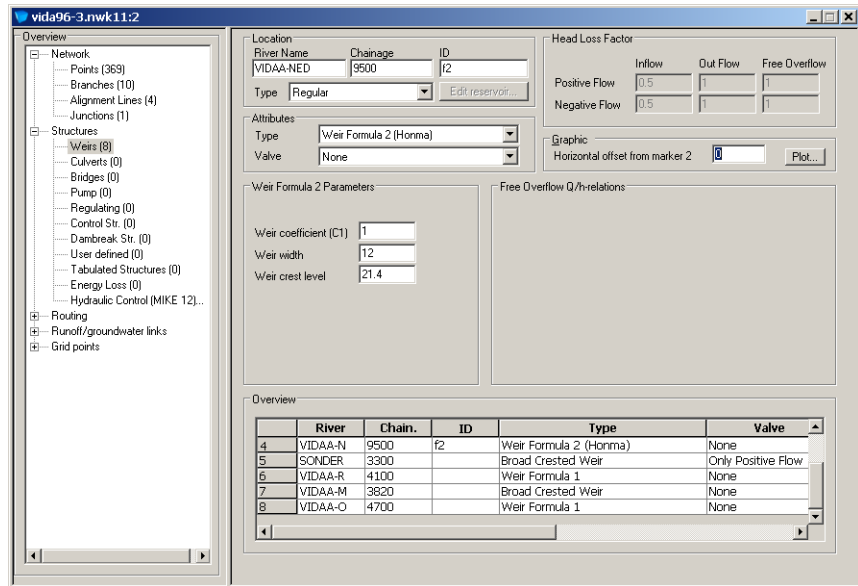 vida96-3.nwk11:2
Overview
Network
Points (369)
Branches (10)
Alignment Lines (4)
Junctions (1)
Structures
Weirs (8)
Culverts (0)
Bridges (0)
Pump (0)
Regulating (0)
Control Str. (0)
Dambreak Str. (0)
User defined (0)
Tabulated Structures (0)
Energy Loss (0)
Hydraulic Control (MIKE 12)...
Routing
Runoff/groundwater links
Grid points
Location
River Name Chainage ID
VIDAA-NED 9500 f2
Type Regular Edit reservoir...
Attributes
Type Weir Formula 2 (Honma)
Valve None
Head Loss Factor
Inflow Out Flow Free Overflow
Positive Flow 0.5 1 1
Negative Flow 0.5 1 1
Graphic
Horizontal offset from marker 2 0 Plot...
Weir Formula 2 Parameters
Weir coefficient (C1) 1
Weir width 12
Weir crest level 21.4
Free Overflow Q/h-relations
Overview
River Chain. ID Type Valve
4 VIDAA-N 9500 f2 Weir Formula 2 (Honma) None
5 SONDER 3300 Broad Crested Weir Only Positive Flow
6 VIDAA-R 4100 Weir Formula 1 None
7 VIDAA-M 3820 Broad Crested Weir None
8 VIDAA-O 4700 Weir Formula 1 None